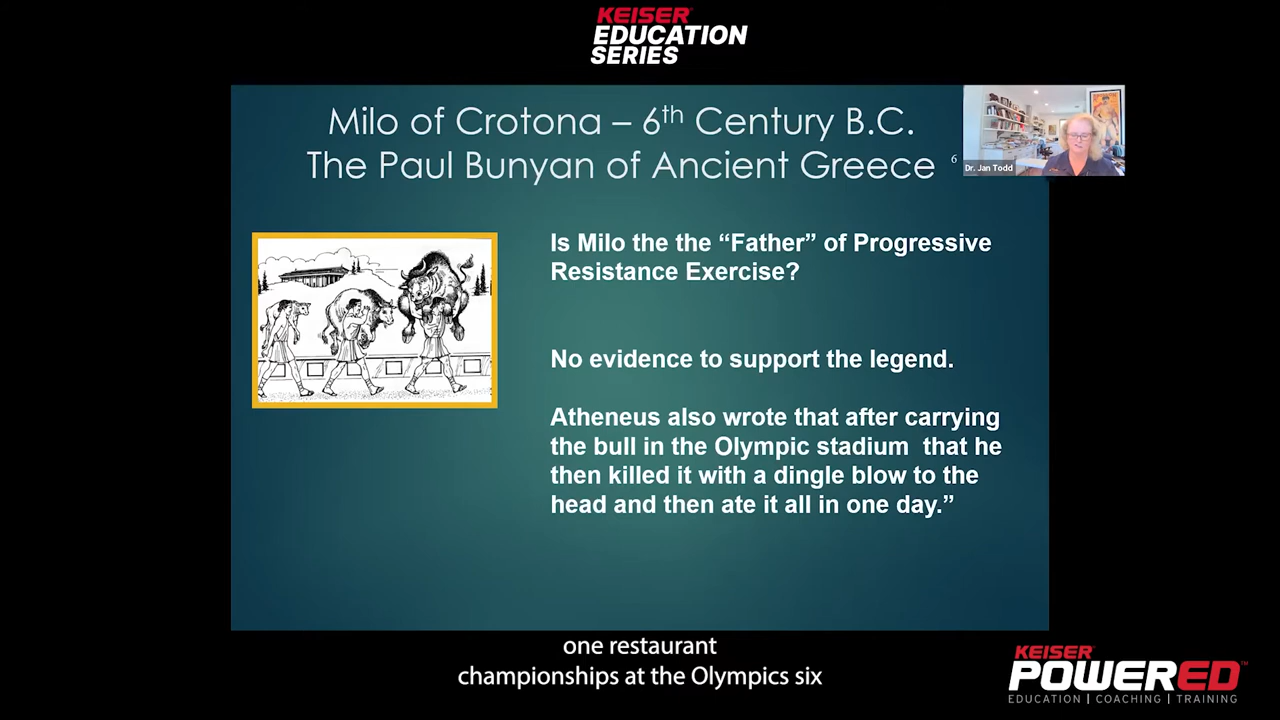 KEISER
EDUCATION
SERIES
Milo of Crotona – 6th Century B.C.
The Paul Bunyan of Ancient Greece
6
Dr. Jan Todd
Is Milo the the “Father” of Progressive
Resistance Exercise?
No evidence to support the legend.
Atheneus also wrote that after carrying
the bull in the Olympic stadium that he
then killed it with a dingle blow to the
head and then ate it all in one day.”
one restaurant
championships at the Olympics six
KEISER
POWERED™
EDUCATION | COACHING | TRAINING